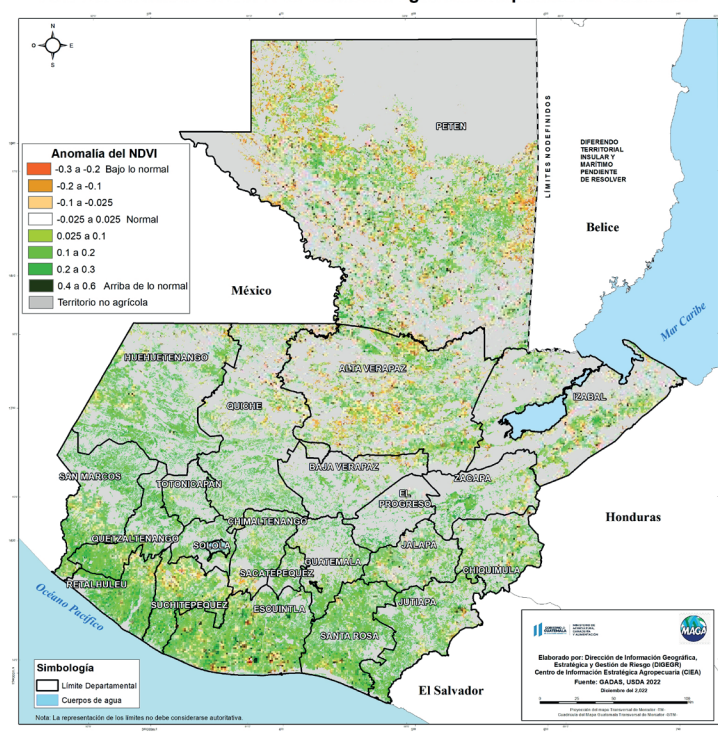 N
O
E
S
PETEN
LÍMITES NO DEFINIDOS
DIFERENDO
TERRITORIAL
INSULAR Y
MARÍTIMO
PENDIENTE
DE RESOLVER
Anomalia del NDVI
-0.3 a -0.2 Bajo lo normal
-0.2 a -0.1
-0.1 a -0.025
-0.025 a 0.025 Normal
0.025 a 0.1
0.1 a 0.2
0.2 a 0.3
0.4 a 0.6 Arriba de lo normal
Territorio no agrícola
Belice
México
Mar Caribe
HUEHUETENANGO
ALTA VERAPAZ
QUICHE
IZABAL
BAJA VERAPAZ
SAN MARCOS
ZACAPA
TOTONICAPAN
EL
PROGRESO
CHIMALTENANGO
Honduras
QUETZALTENANGO
SOLOLA
JALAPA
GUATEMALA
CHIQUIMULA
SACATEPEQUEZ
RETALHULEU
Océano Pacífico
SUCHITEPEQUEZ
ESCUINTLA
JUTIAPA
SANTA ROSA
GUATEMALA
MAGA
Elaborado por: Dirección de Información Geográfica,
Estratégica y Gestión de Riesgo (DIGEGR)
Centro de Información Estratégica Agropecuaria (CIEA)
Fuente: GADAS, USDA 2022
Diciembre del 2,022
Simbología
Límite Departamental
Cuerpos de agua
El Salvador
Nota: La representación de los límites no debe considerarse autoritativa.